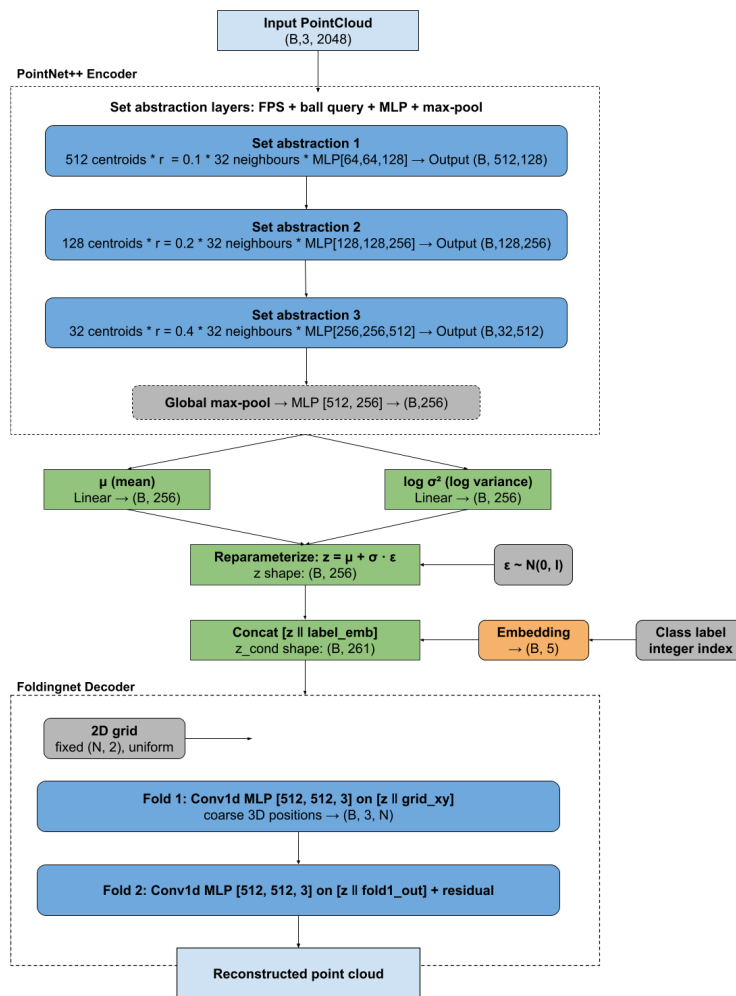 Input PointCloud
(B,3, 2048)
PointNet++ Encoder
Set abstraction layers: FPS + ball query + MLP + max-pool
Set abstraction 1
512 centroids * r  = 0.1 * 32 neighbours * MLP[64,64,128] → Output (B, 512,128)
Set abstraction 2
128 centroids * r = 0.2 * 32 neighbours * MLP[128,128,256] → Output (B,128,256)
Set abstraction 3
32 centroids * r = 0.4 * 32 neighbours * MLP[256,256,512] → Output (B,32,512)
Global max-pool → MLP [512, 256] → (B,256)
μ (mean)
Linear → (B, 256)
log σ² (log variance)
Linear → (B, 256)
Reparameterize: z = μ + σ · ε
z shape: (B, 256)
ε ~ N(0, I)
Concat [z ‖ label_emb]
z_cond shape: (B, 261)
Embedding
→ (B, 5)
Class label
integer index
Foldingnet Decoder
2D grid
fixed (N, 2), uniform
Fold 1: Conv1d MLP [512, 512, 3] on [z ‖ grid_xy]
coarse 3D positions → (B, 3, N)
Fold 2: Conv1d MLP [512, 512, 3] on [z ‖ fold1_out] + residual
Reconstructed point cloud